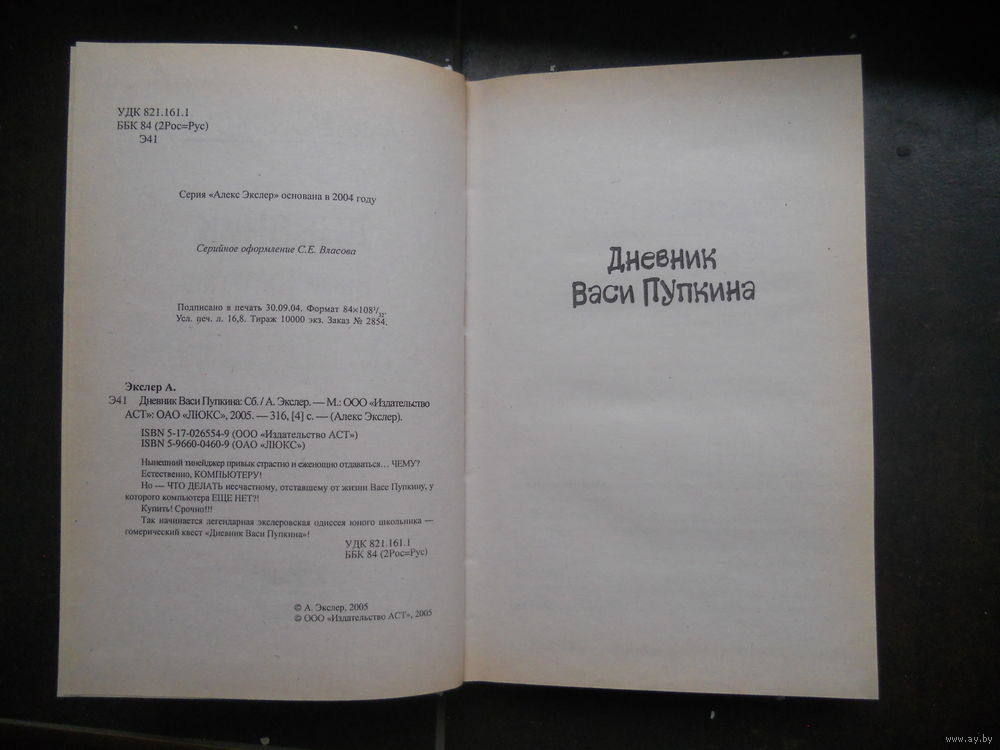 УДК 821.161.1
ББК 84 (2Рос=Рус)
Э41
Серия «Алекс Экслер» основана в 2004 году
Серийное оформление С.Е. Власова
Подписано в печать 30.09.04. Формат 84×108¹/₃₂.
Усл. печ. л. 16,8. Тираж 10000 экз. Заказ № 2854.
Экслер А.
Э41 Дневник Васи Пупкина: Сб. / А. Экслер. — М.: ООО «Издательство
АСТ»: ОАО «ЛЮКС», 2005. — 316, [4] с. — (Алекс Экслер).
ISBN 5-17-026554-9 (ООО «Издательство АСТ»)
ISBN 5-9660-0460-9 (ОАО «ЛЮКС»)
Нынешний тинейджер привык страстно и еженощно отдаваться... ЧЕМУ?
Естественно, КОМПЬЮТЕРУ!
Но — ЧТО ДЕЛАТЬ несчастному, отставшему от жизни Васе Пупкину, у
которого компьютера ЕЩЕ НЕТ?!
Купить! Срочно!!!
Так начинается легендарная экслеровская одиссея юного школьника —
гомерический квест «Дневник Васи Пупкина»!
УДК 821.161.1
ББК 84 (2Рос=Рус)
© А. Экслер, 2005
© ООО «Издательство АСТ», 2005
Дневник
Васи Пупкина
www.ay.by